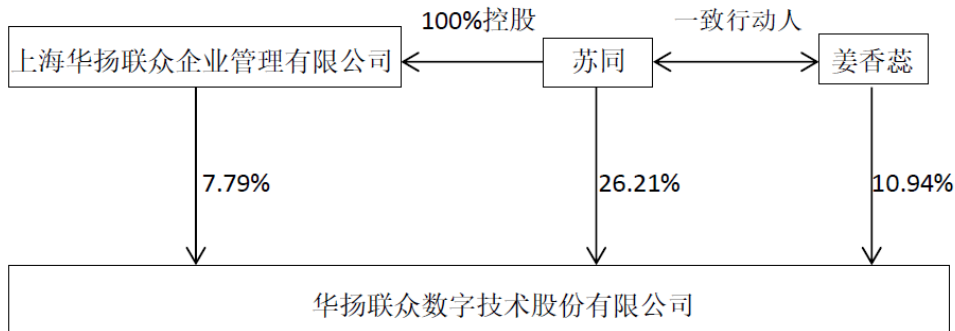 100%控股
一致行动人
上海华扬联众企业管理有限公司
苏同
姜香蕊
7.79%
26.21%
10.94%
华扬联众数字技术股份有限公司